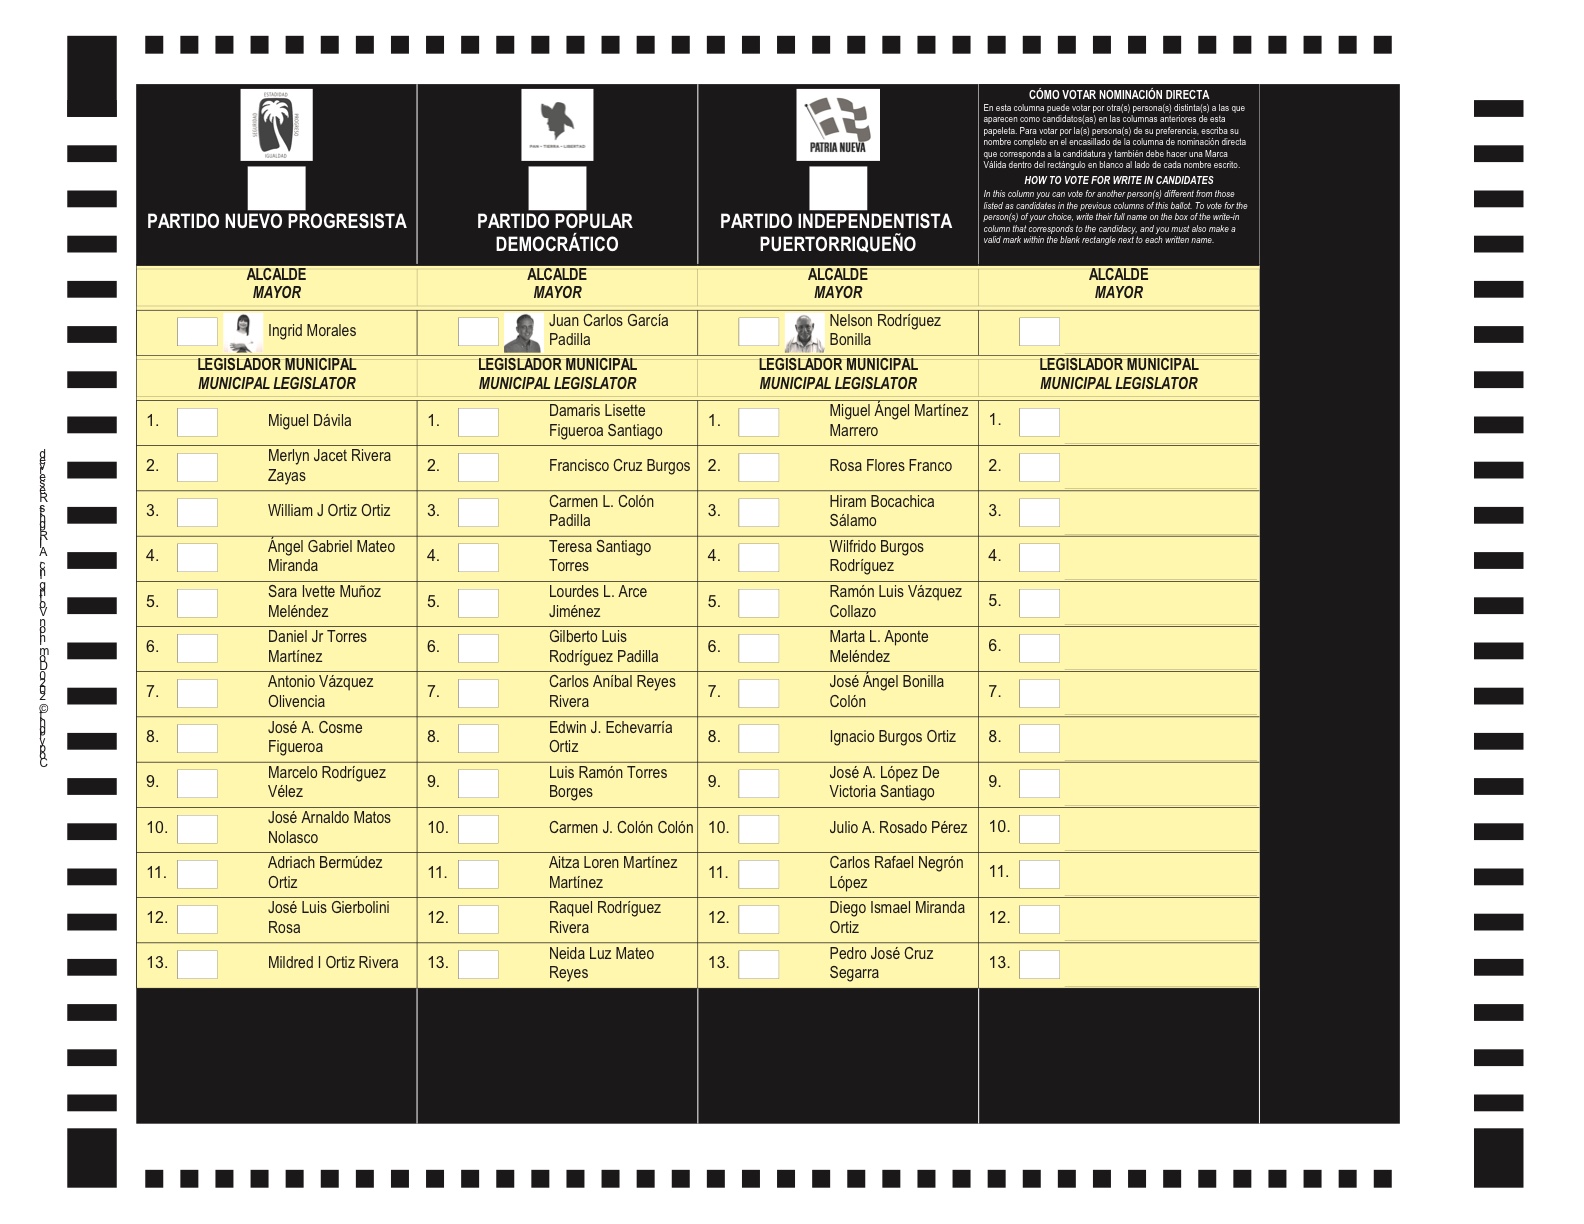 ESTADIDAD
SEGURIDAD
PROGRESO
IGUALDAD
PARTIDO NUEVO PROGRESISTA
PAN - TIERRA - LIBERTAD
PARTIDO POPULAR
DEMOCRÁTICO
PATRIA NUEVA
PARTIDO INDEPENDENTISTA
PUERTORRIQUEÑO
CÓMO VOTAR NOMINACIÓN DIRECTA
En esta columna puede votar por otra(s) persona(s) distinta(s) a las que
aparecen como candidatos(as) en las columnas anteriores de esta
papeleta. Para votar por la(s) persona(s) de su preferencia, escriba su
nombre completo en el encasillado de la columna de nominación directa
que corresponda a la candidatura y también debe hacer una Marca
Válida dentro del rectángulo en blanco al lado de cada nombre escrito.
HOW TO VOTE FOR WRITE IN CANDIDATES
In this column you can vote for another person(s) different from those
listed as candidates in the previous columns of this ballot. To vote for the
person(s) of your choice, write their full name on the box of the write-in
column that corresponds to the candidacy, and you must also make a
valid mark within the blank rectangle next to each written name.
ALCALDE
MAYOR
Ingrid Morales
LEGISLADOR MUNICIPAL
MUNICIPAL LEGISLATOR
1. Miguel Dávila
2. Merlyn Jacet Rivera
Zayas
3. William J Ortiz Ortiz
4. Ángel Gabriel Mateo
Miranda
5. Sara Ivette Muñoz
Meléndez
6. Daniel Jr Torres
Martínez
7. Antonio Vázquez
Olivencia
8. José A. Cosme
Figueroa
9. Marcelo Rodríguez
Vélez
10. José Arnaldo Matos
Nolasco
11. Adriach Bermúdez
Ortiz
12. José Luis Gierbolini
Rosa
13. Mildred I Ortiz Rivera
ALCALDE
MAYOR
Juan Carlos García
Padilla
LEGISLADOR MUNICIPAL
MUNICIPAL LEGISLATOR
1. Damaris Lisette
Figueroa Santiago
2. Francisco Cruz Burgos
3. Carmen L. Colón
Padilla
4. Teresa Santiago
Torres
5. Lourdes L. Arce
Jiménez
6. Gilberto Luis
Rodríguez Padilla
7. Carlos Aníbal Reyes
Rivera
8. Edwin J. Echevarría
Ortiz
9. Luis Ramón Torres
Borges
10. Carmen J. Colón Colón
11. Aitza Loren Martínez
Martínez
12. Raquel Rodríguez
Rivera
13. Neida Luz Mateo
Reyes
ALCALDE
MAYOR
Nelson Rodríguez
Bonilla
LEGISLADOR MUNICIPAL
MUNICIPAL LEGISLATOR
1. Miguel Ángel Martínez
Marrero
2. Rosa Flores Franco
3. Hiram Bocachica
Sálamo
4. Wilfrido Burgos
Rodríguez
5. Ramón Luis Vázquez
Collazo
6. Marta L. Aponte
Meléndez
7. José Ángel Bonilla
Colón
8. Ignacio Burgos Ortiz
9. José A. López De
Victoria Santiago
10. Julio A. Rosado Pérez
11. Carlos Rafael Negrón
López
12. Diego Ismael Miranda
Ortiz
13. Pedro José Cruz
Segarra
ALCALDE
MAYOR
LEGISLADOR MUNICIPAL
MUNICIPAL LEGISLATOR
1.
2.
3.
4.
5.
6.
7.
8.
9.
10.
11.
12.
13.
Copyright © 2020 Dominion Voting Inc. All Rights Reserved